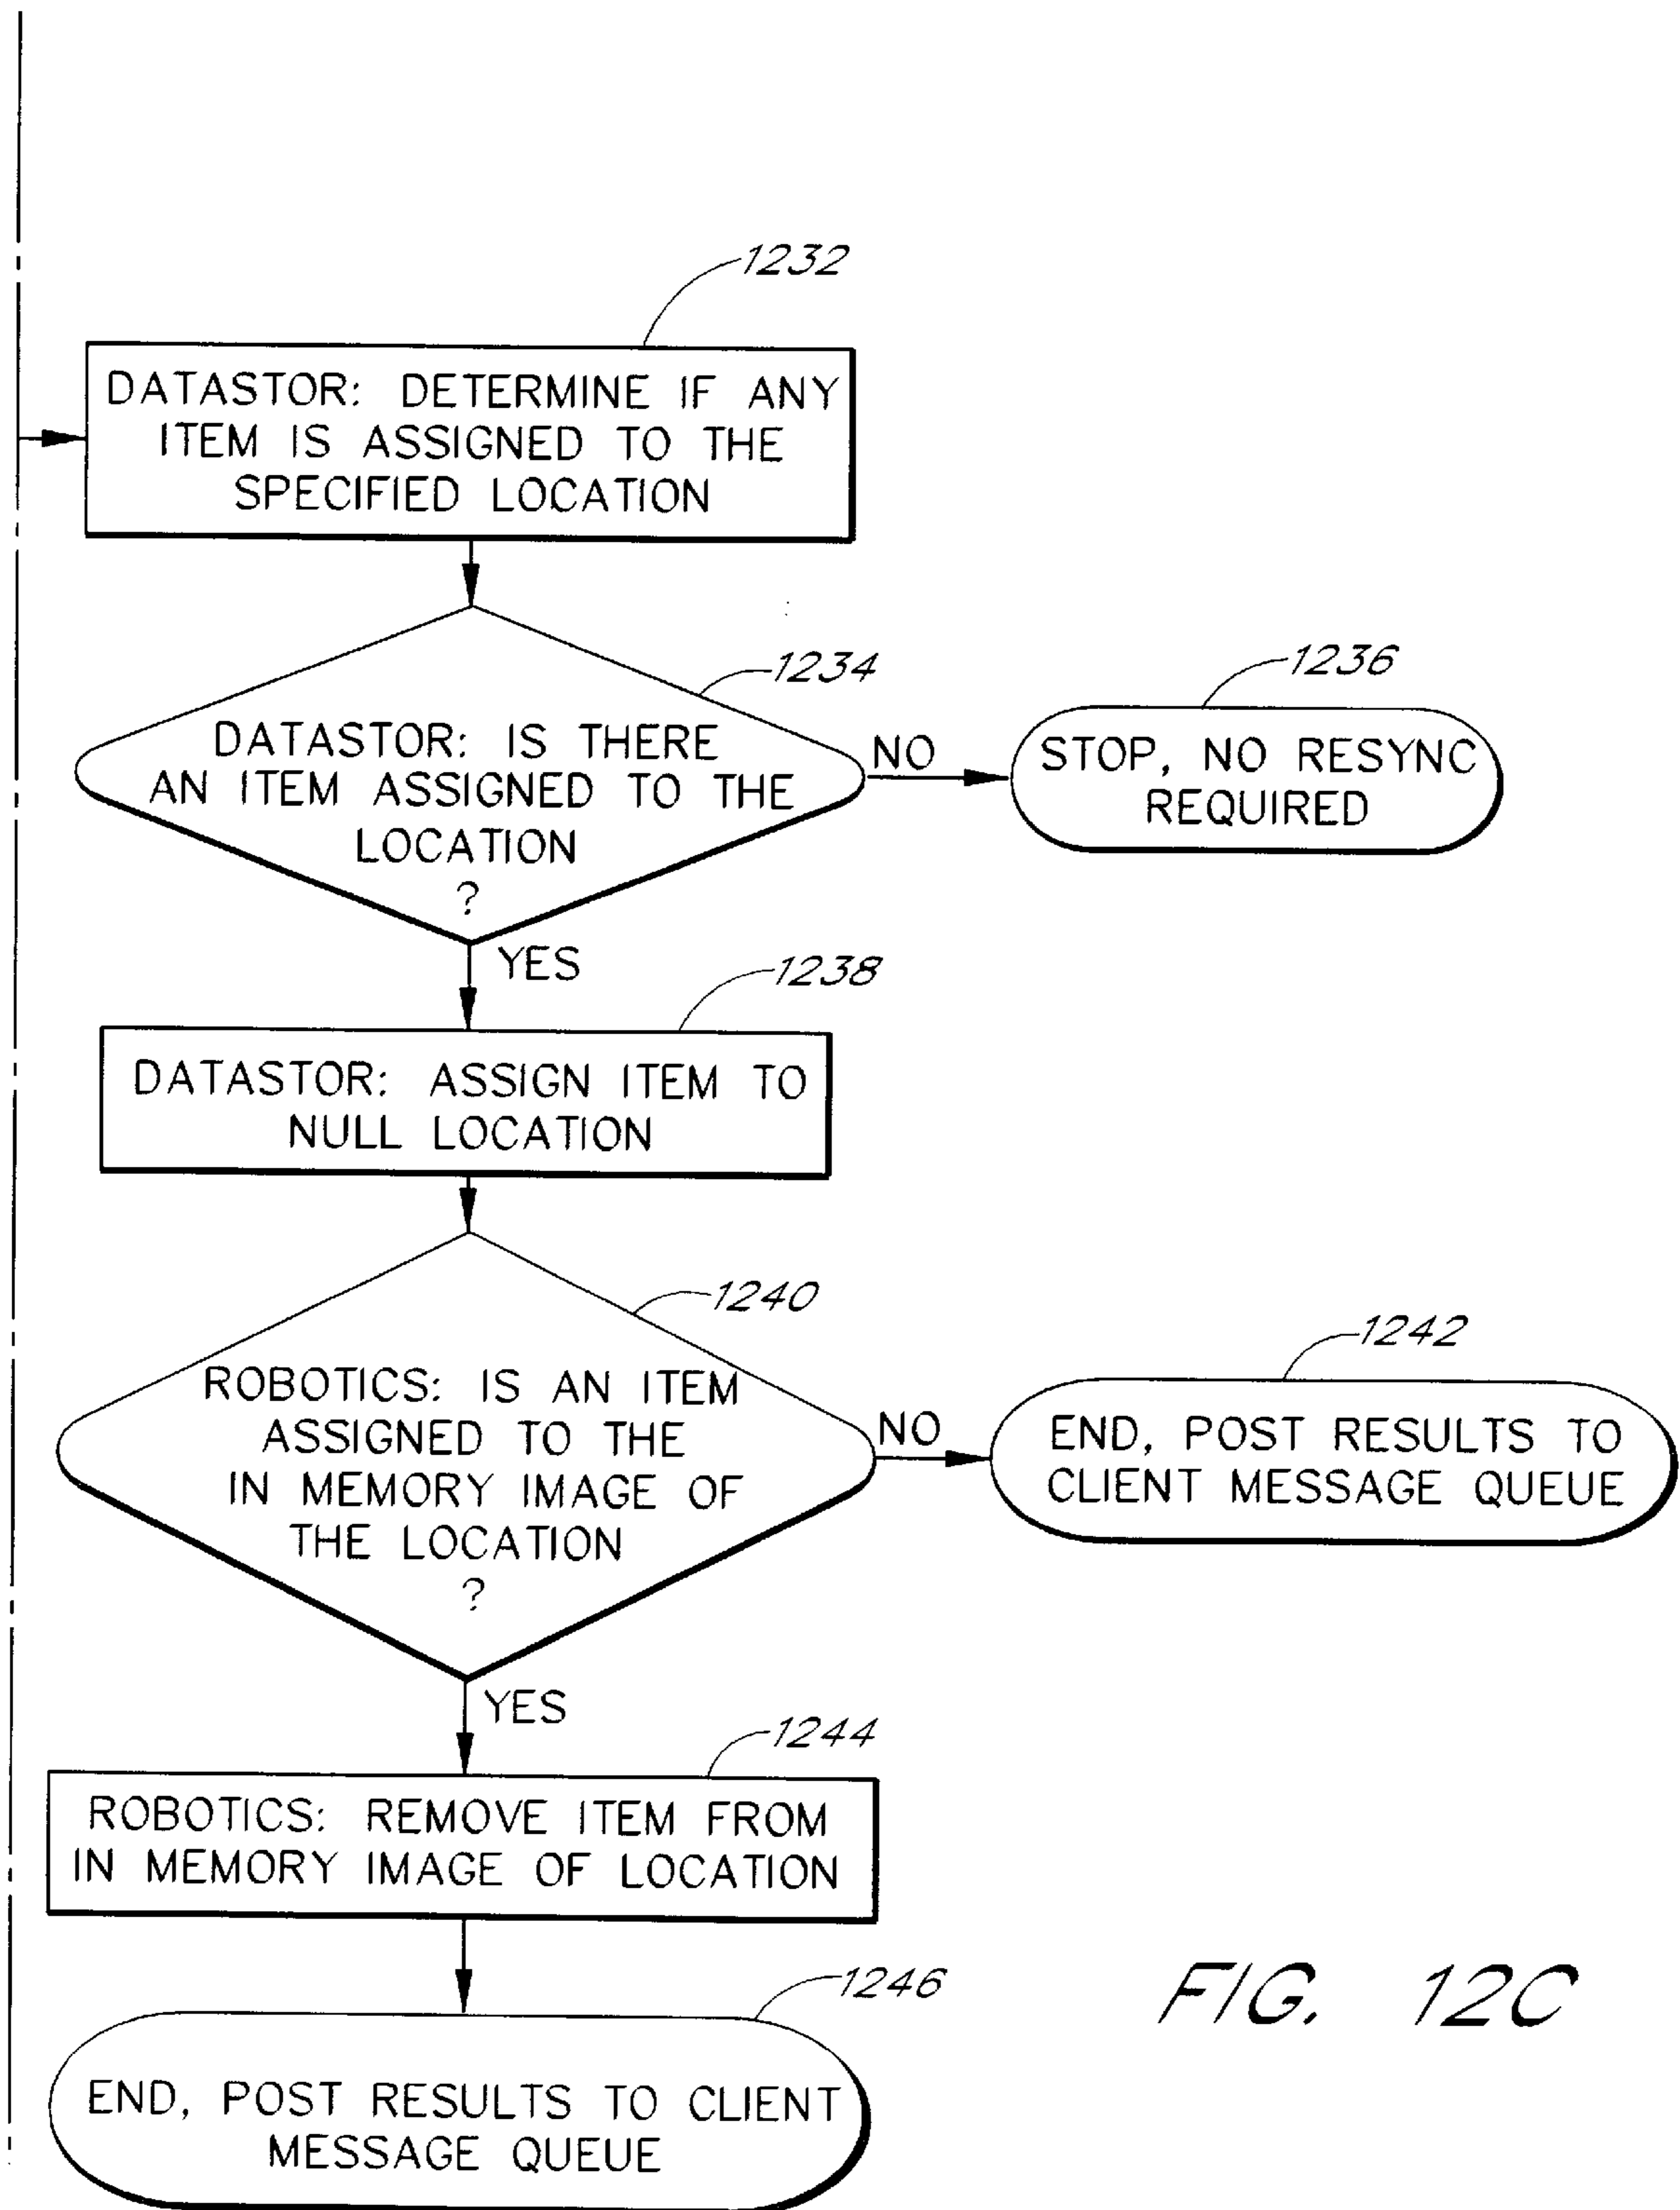 1232
DATASTOR: DETERMINE IF ANY
ITEM IS ASSIGNED TO THE
SPECIFIED LOCATION
1234
DATASTOR: IS THERE
AN ITEM ASSIGNED TO THE
LOCATION
?
NO
1236
STOP, NO RESYNC
REQUIRED
YES
1238
DATASTOR: ASSIGN ITEM TO
NULL LOCATION
1240
ROBOTICS: IS AN ITEM
ASSIGNED TO THE
IN MEMORY IMAGE OF
THE LOCATION
?
NO
1242
END, POST RESULTS TO
CLIENT MESSAGE QUEUE
YES
1244
ROBOTICS: REMOVE ITEM FROM
IN MEMORY IMAGE OF LOCATION
1246
END, POST RESULTS TO CLIENT
MESSAGE QUEUE
FIG. 12C